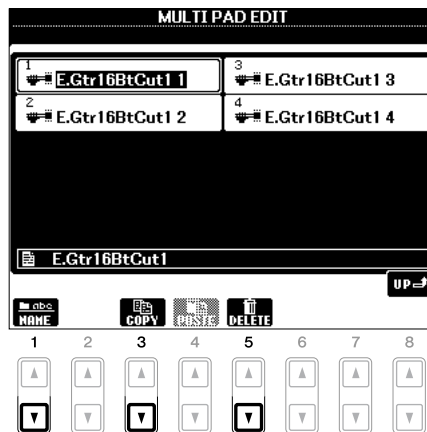 MULTI PAD EDIT
1 E.Gtr16BtCut1 1
3 E.Gtr16BtCut1 3
2 E.Gtr16BtCut1 2
4 E.Gtr16BtCut1 4
E.Gtr16BtCut1
UP
abc
NAME COPY PASTE DELETE
1 2 3 4 5 6 7 8